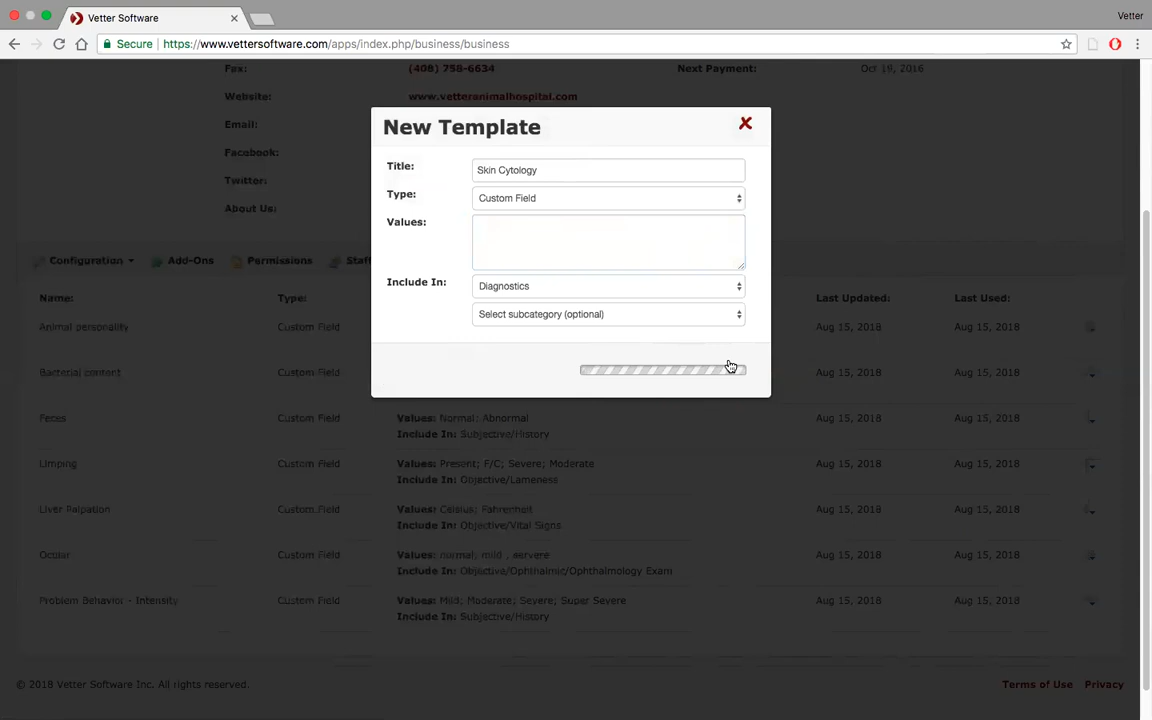 Vetter Software
Vetter
Secure https://www.vettersoftware.com/apps/index.php/business/business
Fax: (408) 758-6634 Next Payment: Oct 19, 2016
Website: www.vetteranimalhospital.com
Email:
Facebook:
Twitter:
About Us:
New Template
Title: Skin Cytology
Type: Custom Field
Values:
Include In: Diagnostics
Select subcategory (optional)
Configuration Add-Ons Permissions Staff
Name: Type: Last Updated: Last Used:
Animal personality Custom Field Aug 15, 2018 Aug 15, 2018
Bacterial content Custom Field Aug 15, 2018 Aug 15, 2018
Feces Custom Field Values: Normal; Abnormal Aug 15, 2018 Aug 15, 2018
Include In: Subjective/History
Limping Custom Field Values: Present; F/C; Severe; Moderate Aug 15, 2018 Aug 15, 2018
Include In: Objective/Lameness
Liver Palpation Custom Field Values: Celsius; Fahrenheit Aug 15, 2018 Aug 15, 2018
Include In: Objective/Vital Signs
Ocular Custom Field Values: normal; mild , servere Aug 15, 2018 Aug 15, 2018
Include In: Objective/Ophthalmic/Ophthalmology Exam
Problem Behavior - Intensity Custom Field Values: Mild; Moderate; Severe; Super Severe Aug 15, 2018 Aug 15, 2018
Include In: Subjective/History
© 2018 Vetter Software Inc. All rights reserved. Terms of Use Privacy